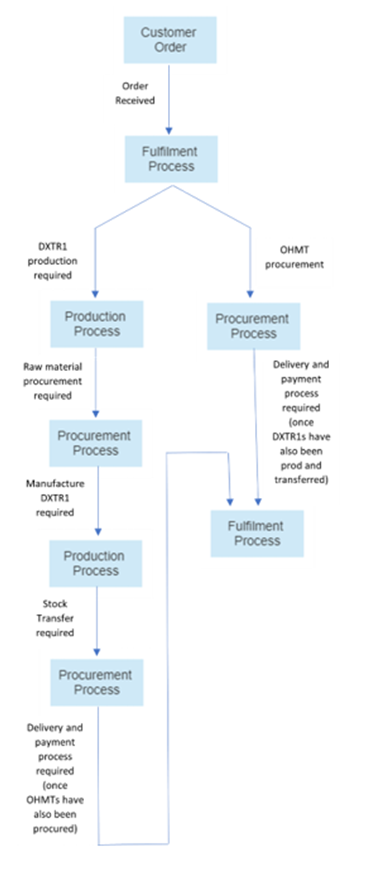 Customer
Order
Order
Received
Fulfilment
Process
DXTR1
production
required
OHMT
procurement
Production
Process
Procurement
Process
Raw material
procurement
required
Delivery and
payment
process
required
(once
DXTR1s have
also been
prod and
transferred)
Procurement
Process
Manufacture
DXTR1
required
Fulfilment
Process
Production
Process
Stock
Transfer
required
Procurement
Process
Delivery and
payment
process
required
(once
OHMTs have
also been
procured)